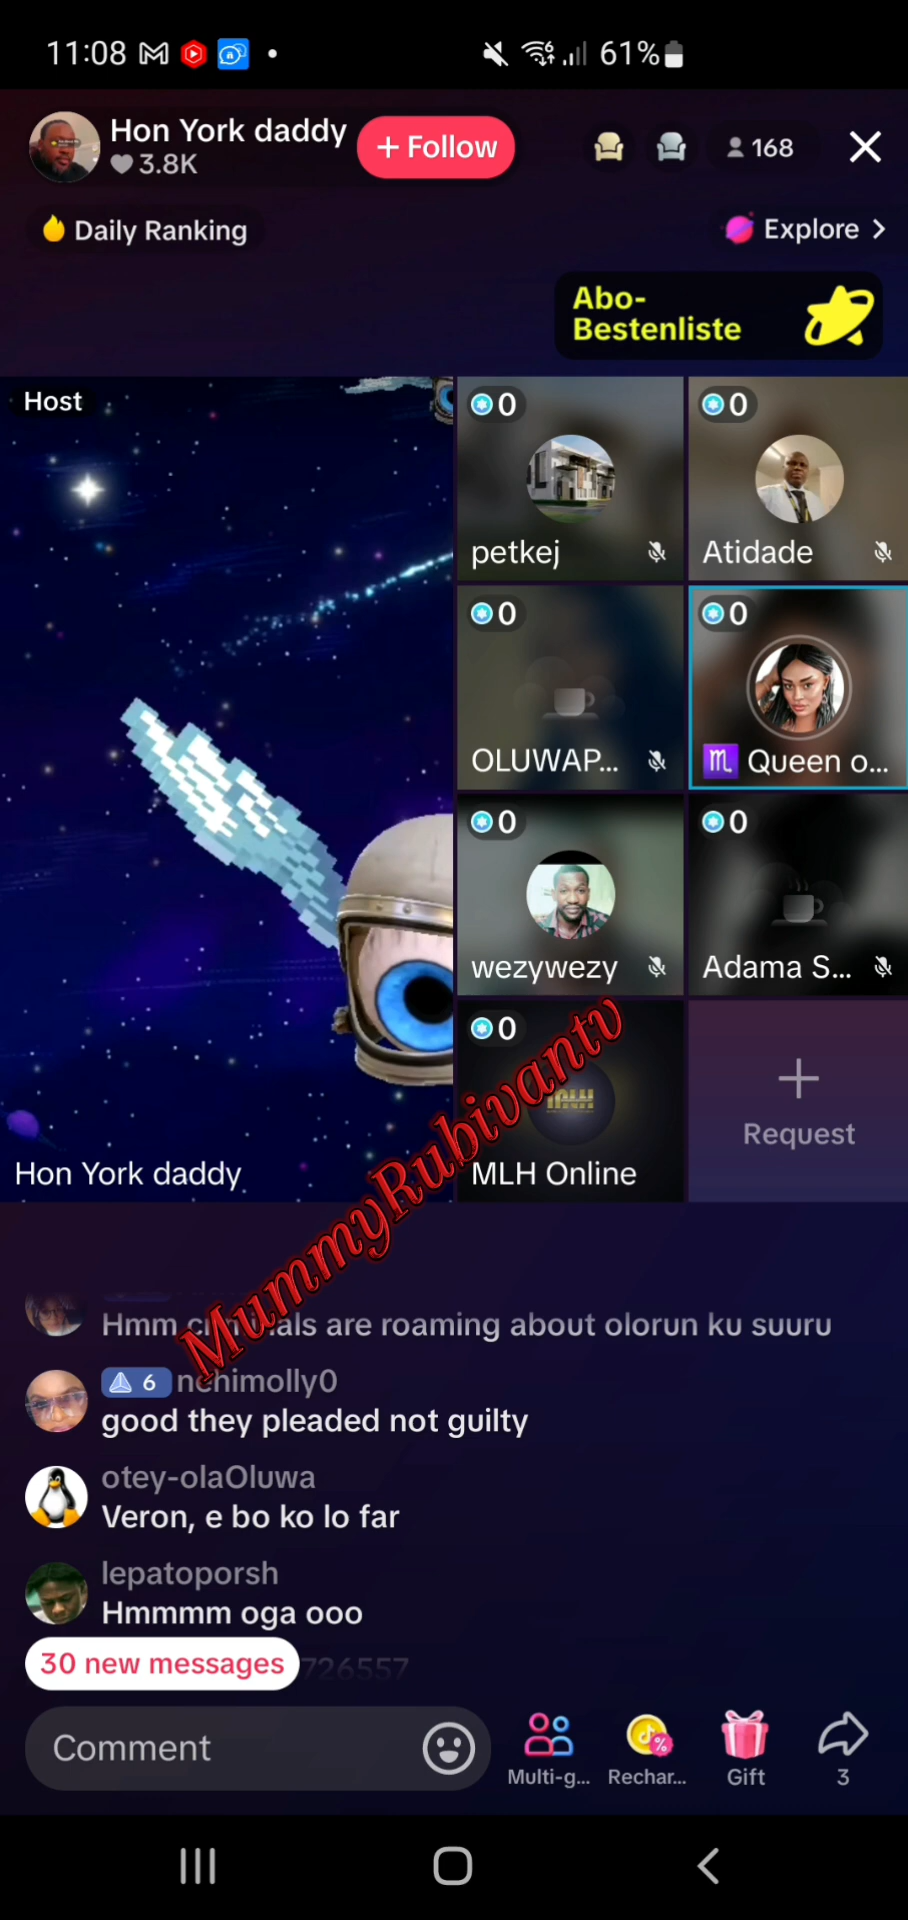 11:08
61%
Hon York daddy
3.8K
+ Follow
168
Daily Ranking
Explore >
Abo-
Bestenliste
Host
0
petkej
0
Atidade
0
OLUWAP...
0
Queen o...
0
wezywezy
0
Adama S...
0
MLH Online
Request
Hon York daddy
MummyRubivantv
Hmm criminals are roaming about olorun ku suuru
6 nehimolly0
good they pleaded not guilty
otey-olaOluwa
Veron, e bo ko lo far
lepatoporsh
Hmmmm oga ooo
30 new messages
726557
Comment
Multi-g...
Rechar...
Gift
3